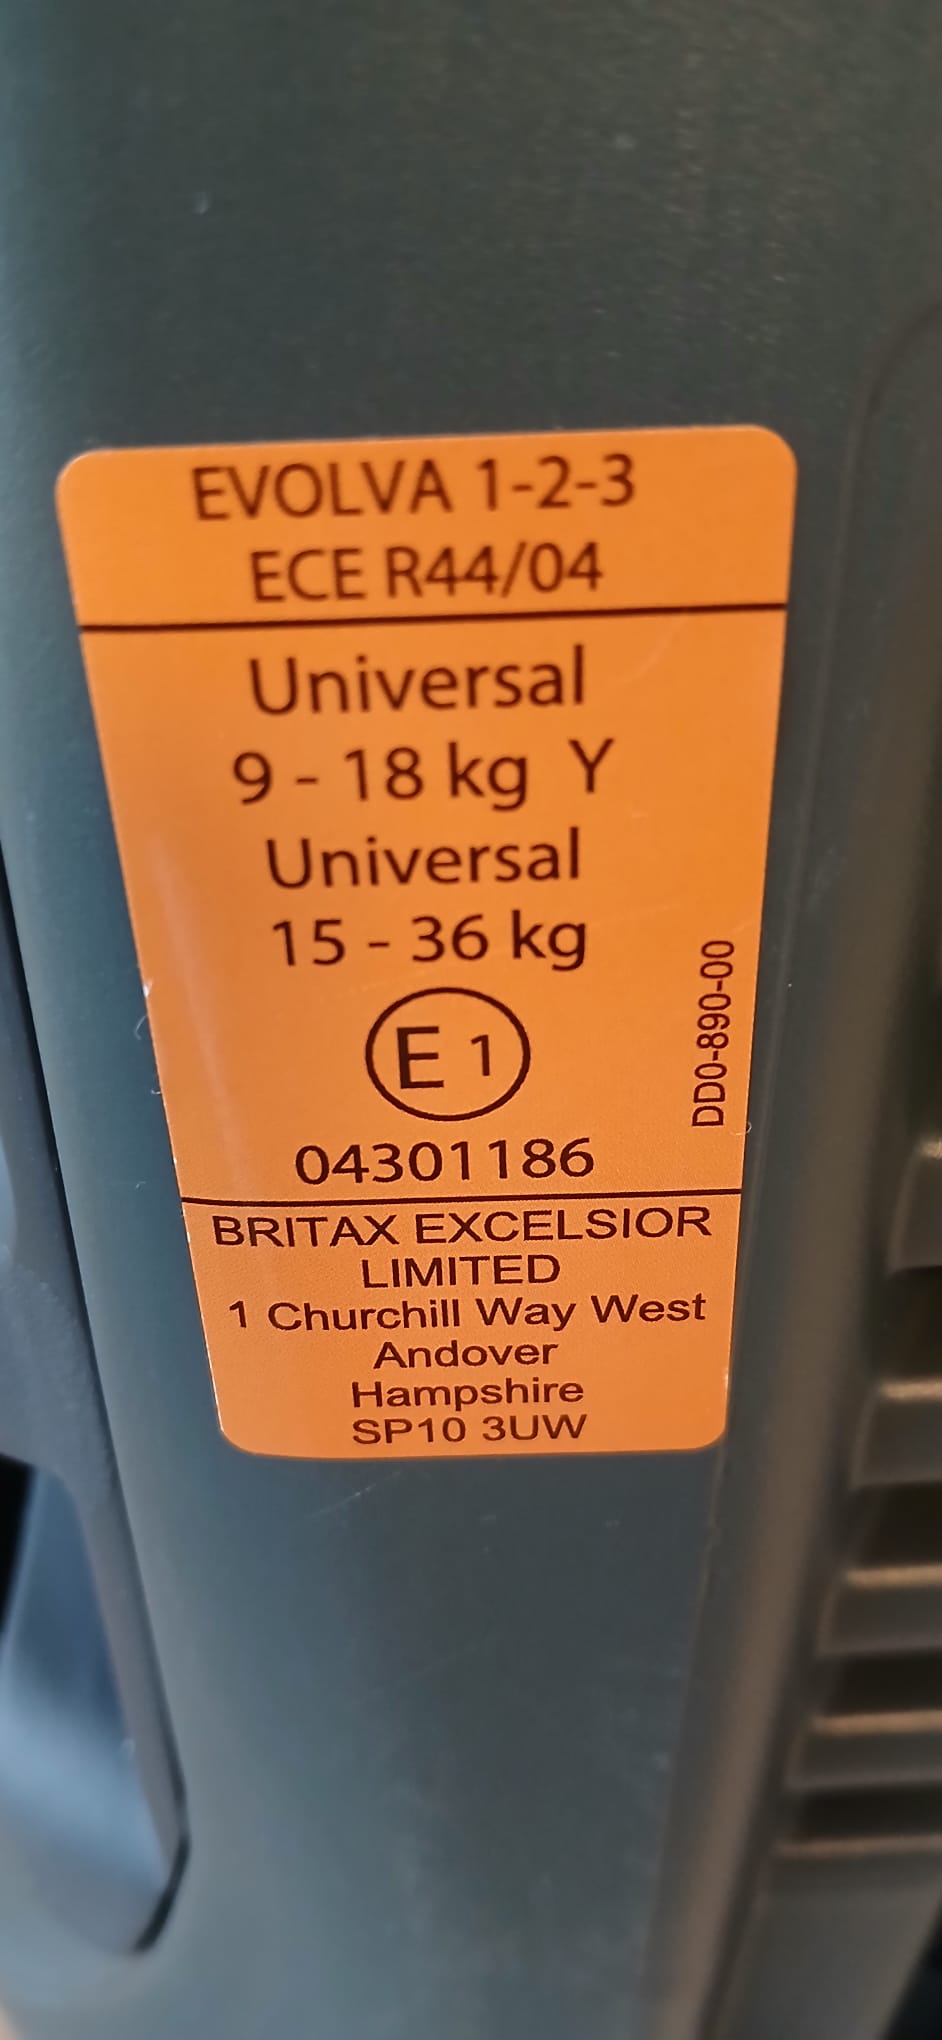 EVOLVA 1-2-3
ECE R44/04
Universal
9 - 18 kg Y
Universal
15 - 36 kg
E 1
04301186
DD0-890-00
BRITAX EXCELSIOR
LIMITED
1 Churchill Way West
Andover
Hampshire
SP10 3UW